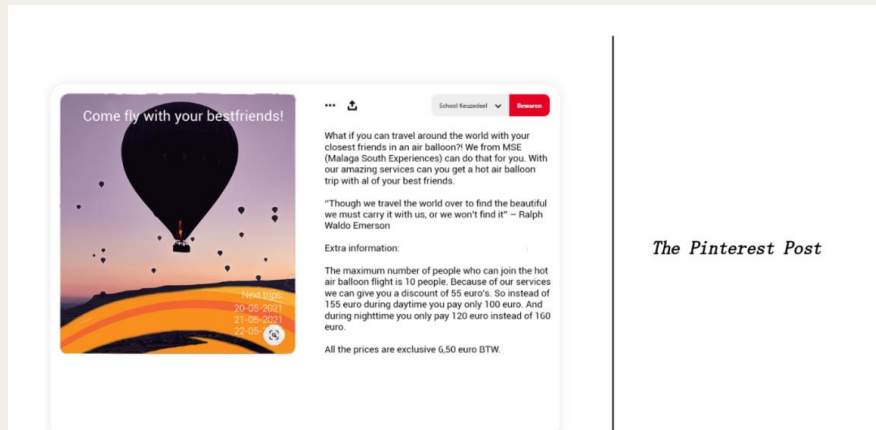 Come fly with your bestfriends!
Next trips:
20-05-2021
21-05-2021
22-05-2
School Keuzedeel
Bewaren
What if you can travel around the world with your
closest friends in an air balloon?! We from MSE
(Malaga South Experiences) can do that for you. With
our amazing services can you get a hot air balloon
trip with al of your best friends.
"Though we travel the world over to find the beautiful
we must carry it with us, or we won't find it" – Ralph
Waldo Emerson
Extra information:
The maximum number of people who can join the hot
air balloon flight is 10 people. Because of our services
we can give you a discount of 55 euro's. So instead of
155 euro during daytime you pay only 100 euro. And
during nighttime you only pay 120 euro instead of 160
euro.
All the prices are exclusive 6,50 euro BTW.
The Pinterest Post